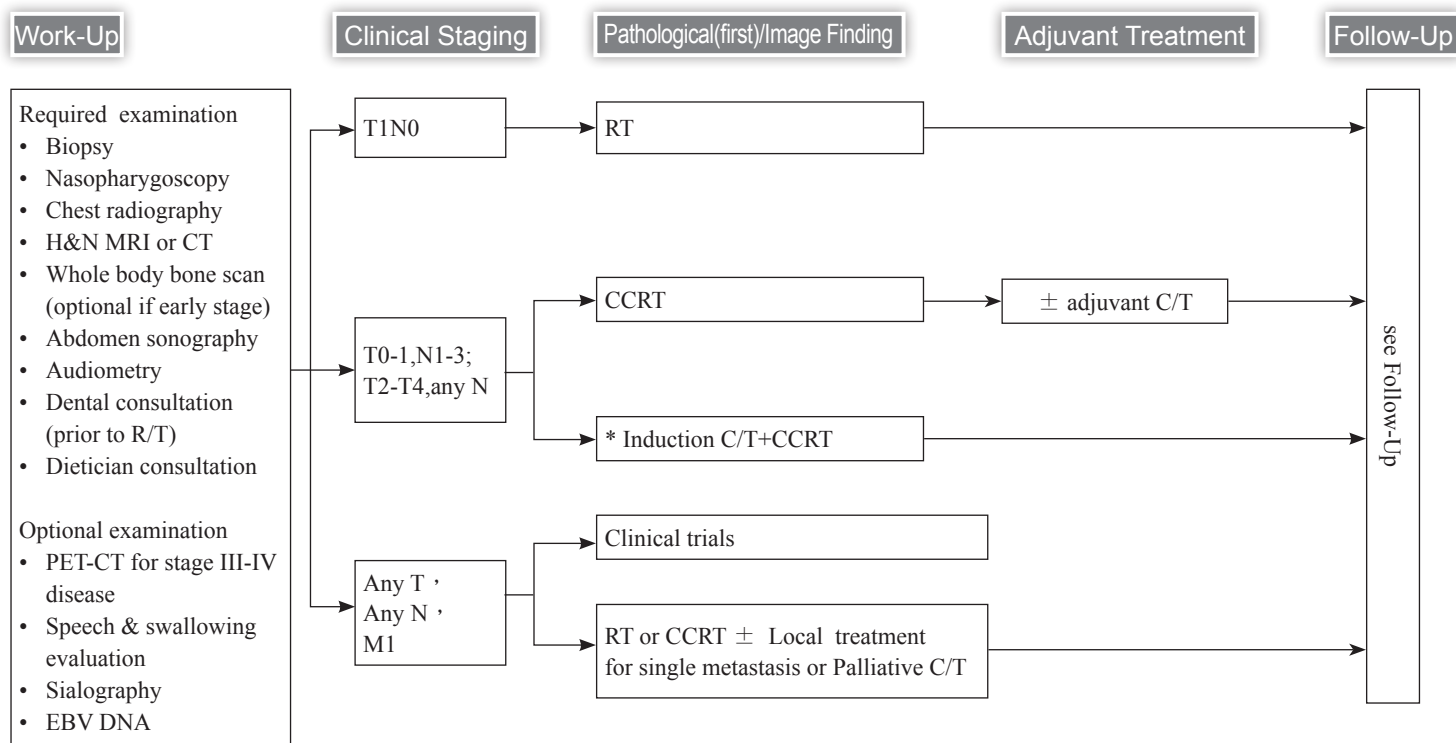 Work-Up
Clinical Staging
Pathological(first)/Image Finding
Adjuvant Treatment
Follow-Up
Required examination
• Biopsy
• Nasopharygoscopy
• Chest radiography
• H&N MRI or CT
• Whole body bone scan
(optional if early stage)
• Abdomen sonography
• Audiometry
• Dental consultation
(prior to R/T)
• Dietician consultation
Optional examination
• PET-CT for stage III-IV
disease
• Speech & swallowing
evaluation
• Sialography
• EBV DNA
T1N0
RT
T0-1,N1-3;
T2-T4,any N
CCRT
± adjuvant C/T
* Induction C/T+CCRT
Any T，
Any N，
M1
Clinical trials
RT or CCRT ± Local treatment
for single metastasis or Palliative C/T
see Follow-Up